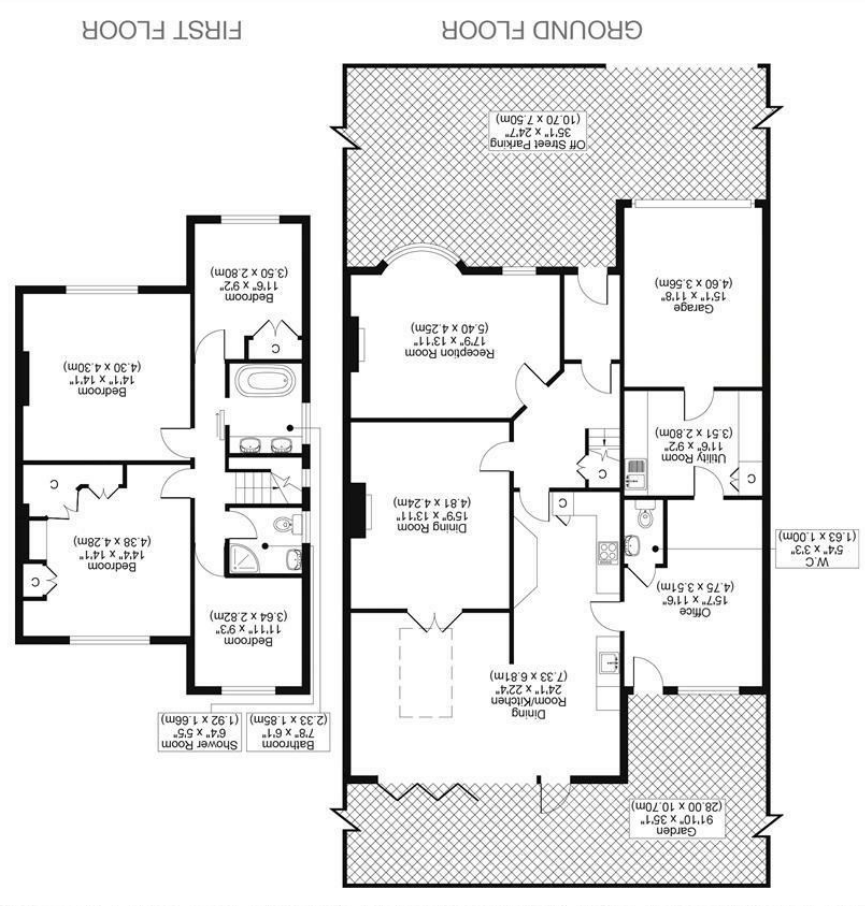 Garden
91'10" x 35'1"
(28.00 x 10.70m)
Dining
Room/Kitchen
24'1" x 22'4"
(7.33 6.81m)
Office
15'7" x 11'6"
(4.75 x 3.51m)
W.C
5'4" x 3'3"
(1.63 x 1.00m)
C
Dining Room
15'9" x 13'11"
(4.81 x 4.24m)
C
Utility Room
11'6" x 9'2"
(3.51 x 2.80m)
C
Reception Room
17'9" x 13'11"
(5.40 x 4.25m)
Garage
15'1" x 11'8"
(4.60 x 3.56m)
Off Street Parking
35'1" x 24'7"
(10.70 x 7.50m)
GROUND FLOOR
Bathroom
7'8" x 6'1"
(2.33 x 1.85m)
Shower Room
6'4" x 5'5"
(1.92 x 1.66m)
Bedroom
11'11" x 9'3"
(3.64 x 2.82m)
Bedroom
14'4" x 14'1"
(4.38 4.28m)
C
C
Bedroom
14'1" x 14'1"
(4.30 4.30m)
C
Bedroom
11'6" x 9'2"
(3.50 x 2.80m)
FIRST FLOOR